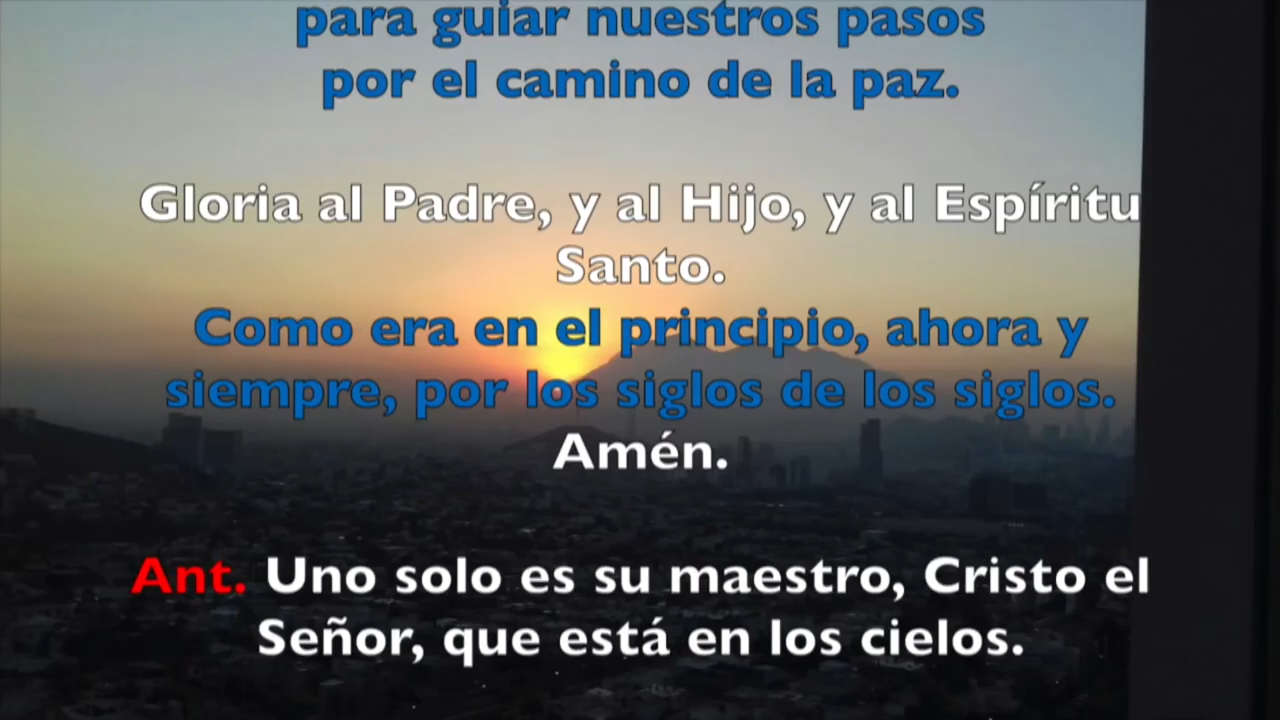 para guiar nuestros pasos
por el camino de la paz.
Gloria al Padre, y al Hijo, y al Espíritu
Santo.
Como era en el principio, ahora y
siempre, por los siglos de los siglos.
Amén.
Ant. Uno solo es su maestro, Cristo el
Señor, que está en los cielos.